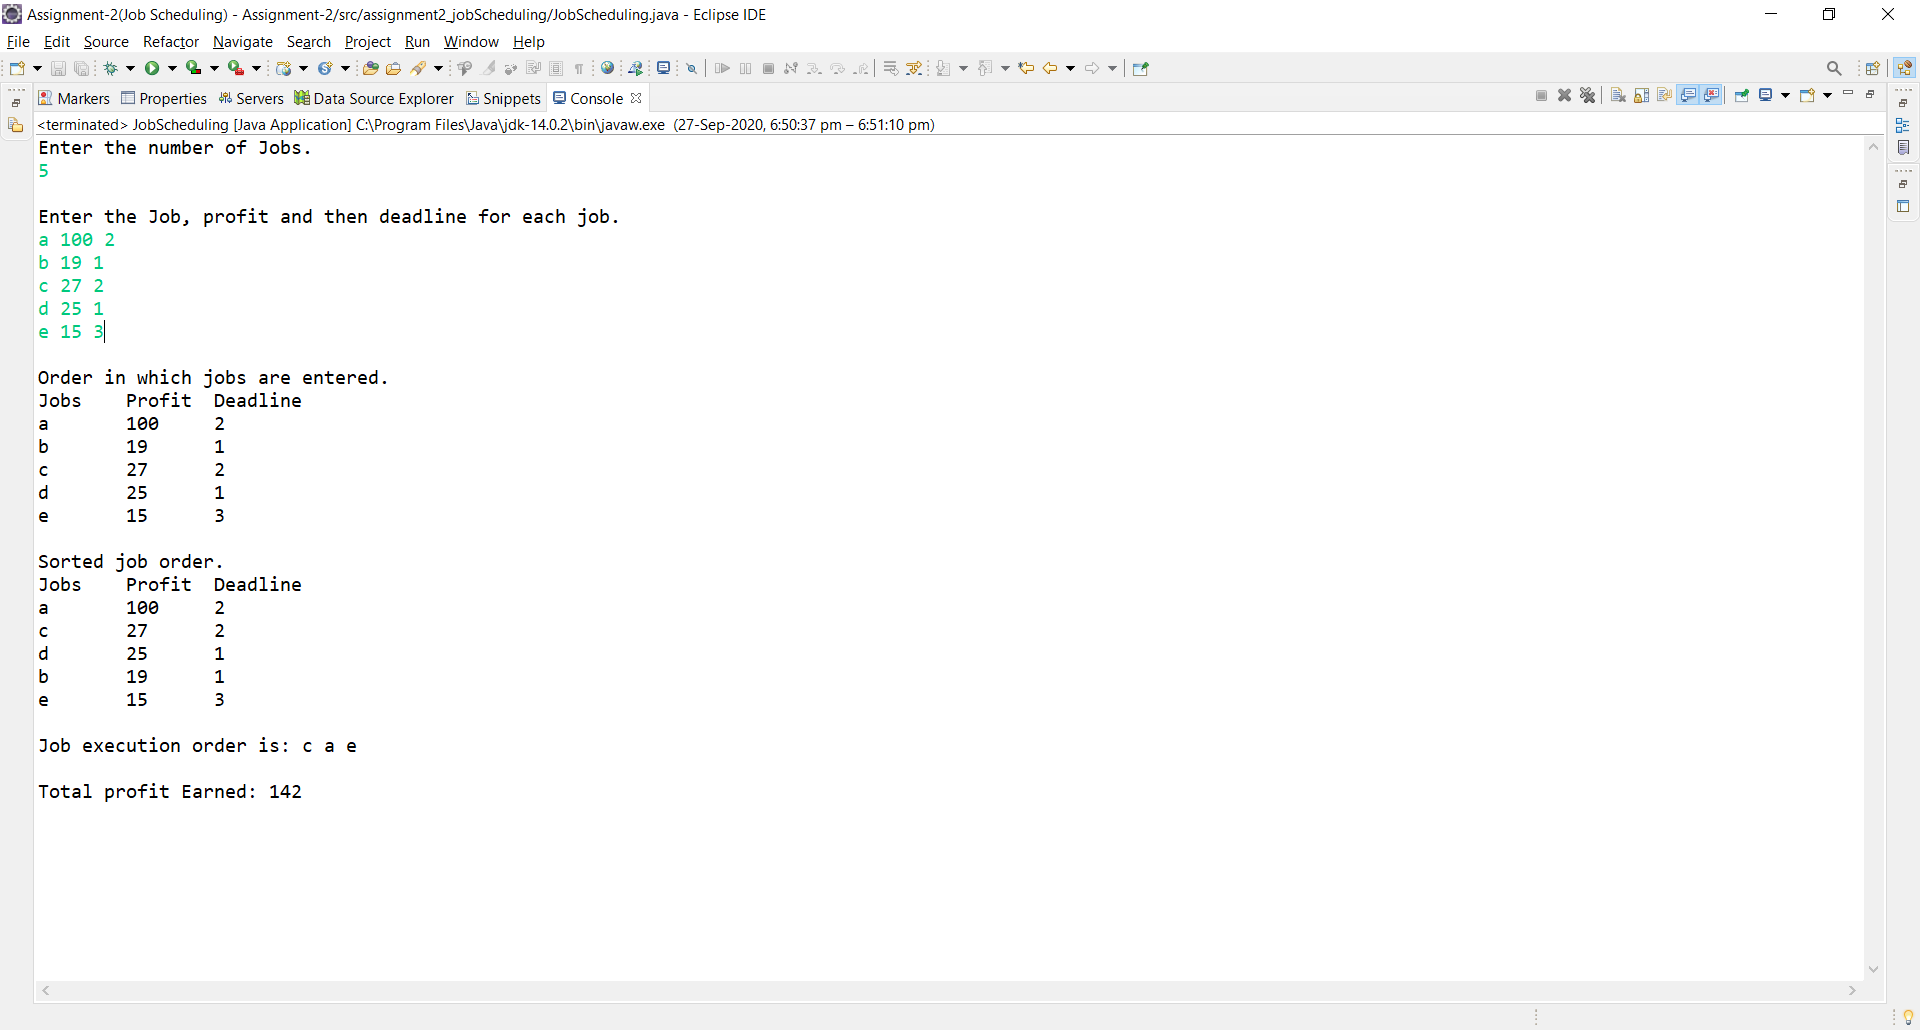 Assignment-2(Job Scheduling) - Assignment-2/src/assignment2_jobScheduling/JobScheduling.java - Eclipse IDE
File Edit Source Refactor Navigate Search Project Run Window Help
Markers Properties Servers Data Source Explorer Snippets Console
<terminated> JobScheduling [Java Application] C:\Program Files\Java\jdk-14.0.2\bin\javaw.exe (27-Sep-2020, 6:50:37 pm – 6:51:10 pm)
Enter the number of Jobs.
5
Enter the Job, profit and then deadline for each job.
a 100 2
b 19 1
c 27 2
d 25 1
e 15 3
Order in which jobs are entered.
Jobs Profit Deadline
a 100 2
b 19 1
c 27 2
d 25 1
e 15 3
Sorted job order.
Jobs Profit Deadline
a 100 2
c 27 2
d 25 1
b 19 1
e 15 3
Job execution order is: c a e
Total profit Earned: 142